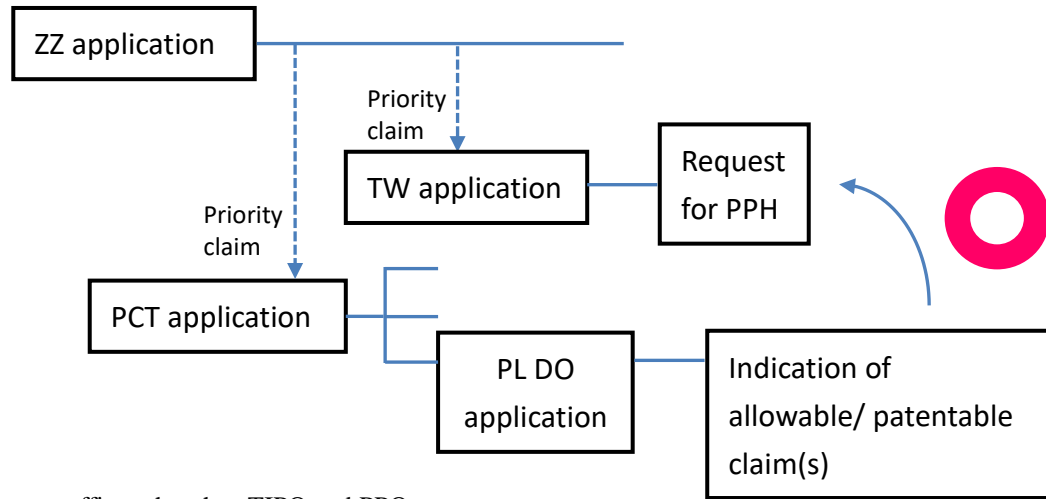 ZZ application
Priority
claim
TW application
Request
for PPH
Priority
claim
PCT application
PL DO
application
Indication of
allowable/ patentable
claim(s)